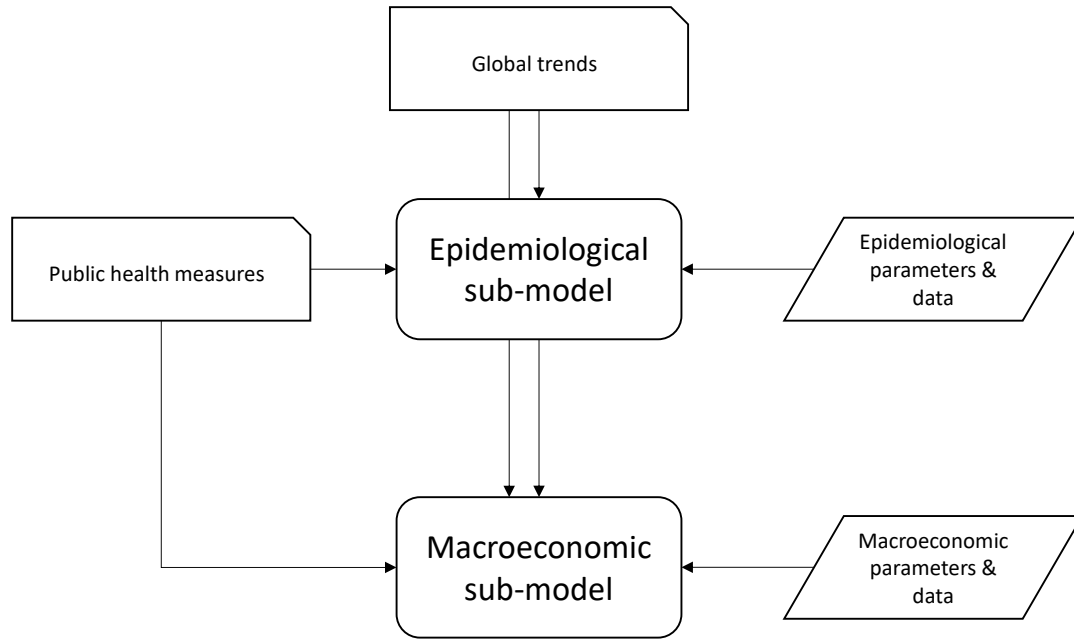 Global trends
Public health measures
Epidemiological
sub-model
Epidemiological
parameters &
data
Macroeconomic
sub-model
Macroeconomic
parameters &
data